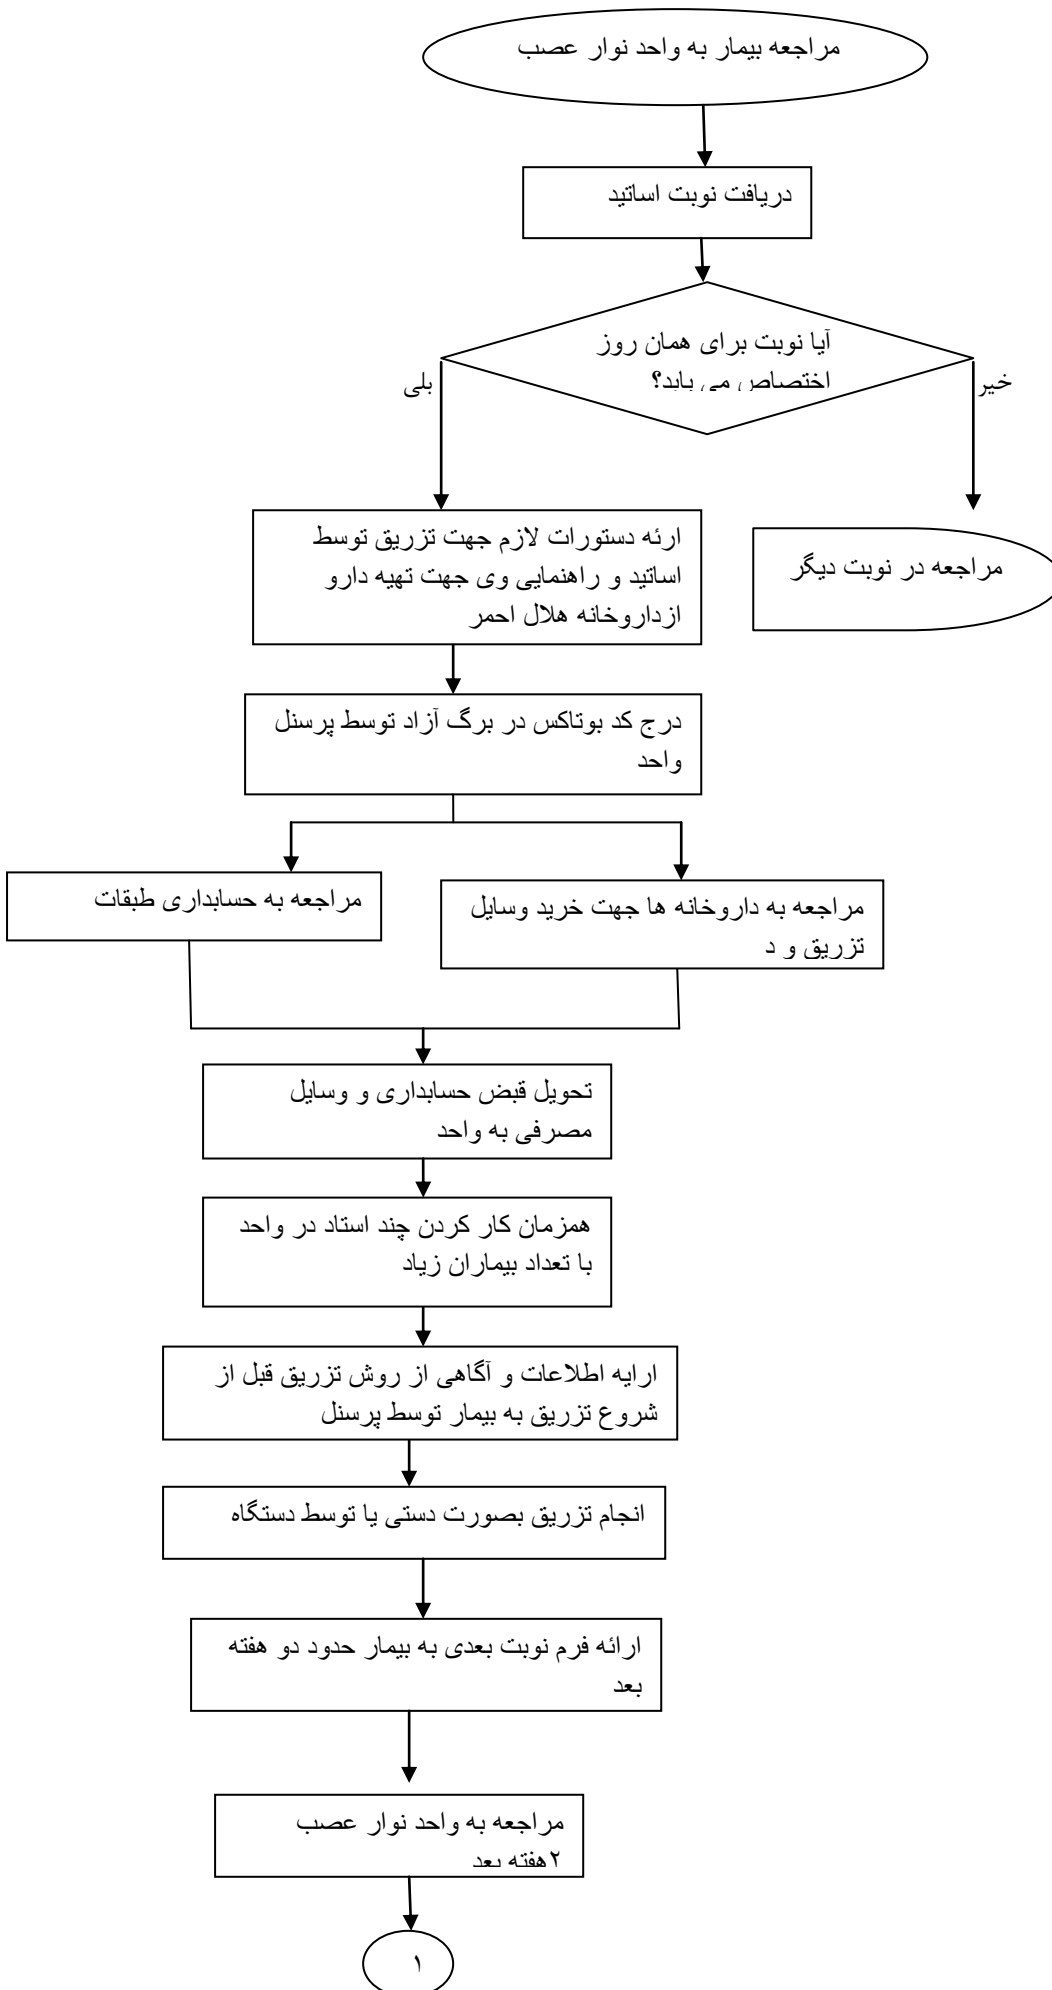 مراجعه بیمار به واحد نوار عصب
دریافت نوبت اساتید
آیا نوبت برای همان روز
اختصاص می یابد؟
بلی
خیر
ارئه دستورات لازم جهت تزریق توسط
اساتید و راهنمایی وی جهت تهیه دارو
ازداروخانه هلال احمر
مراجعه در نوبت دیگر
درج کد بوتاکس در برگ آزاد توسط پرسنل
واحد
مراجعه به حسابداری طبقات
مراجعه به داروخانه ها جهت خرید وسایل
تزریق و د
تحویل قبض حسابداری و وسایل
مصرفی به واحد
همزمان کار کردن چند استاد در واحد
با تعداد بیماران زیاد
ارایه اطلاعات و آگاهی از روش تزریق قبل از
شروع تزریق به بیمار توسط پرسنل
انجام تزریق بصورت دستی یا توسط دستگاه
ارائه فرم نوبت بعدی به بیمار حدود دو هفته
بعد
مراجعه به واحد نوار عصب
۲هفته بعد
۱